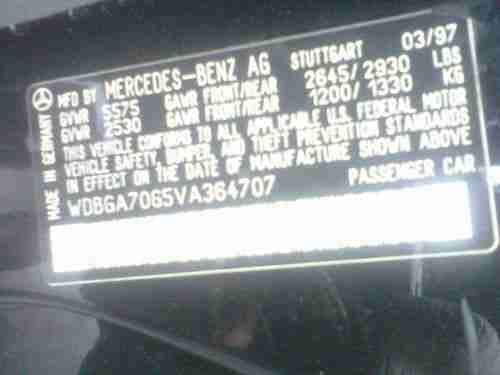 MFD BY MERCEDES-BENZ AG STUTTGART 03/97
GVWR 5575 GAWR FRONT/REAR 2645/2930 LBS
GVWR 2530 GAWR FRONT/REAR 1200/1330 KG
THIS VEHICLE CONFORMS TO ALL APPLICABLE U.S. FEDERAL MOTOR
VEHICLE SAFETY, BUMPER, AND THEFT PREVENTION STANDARDS
IN EFFECT ON THE DATE OF MANUFACTURE SHOWN ABOVE
WDBGA70G5VA364707 PASSENGER CAR
MADE IN GERMANY